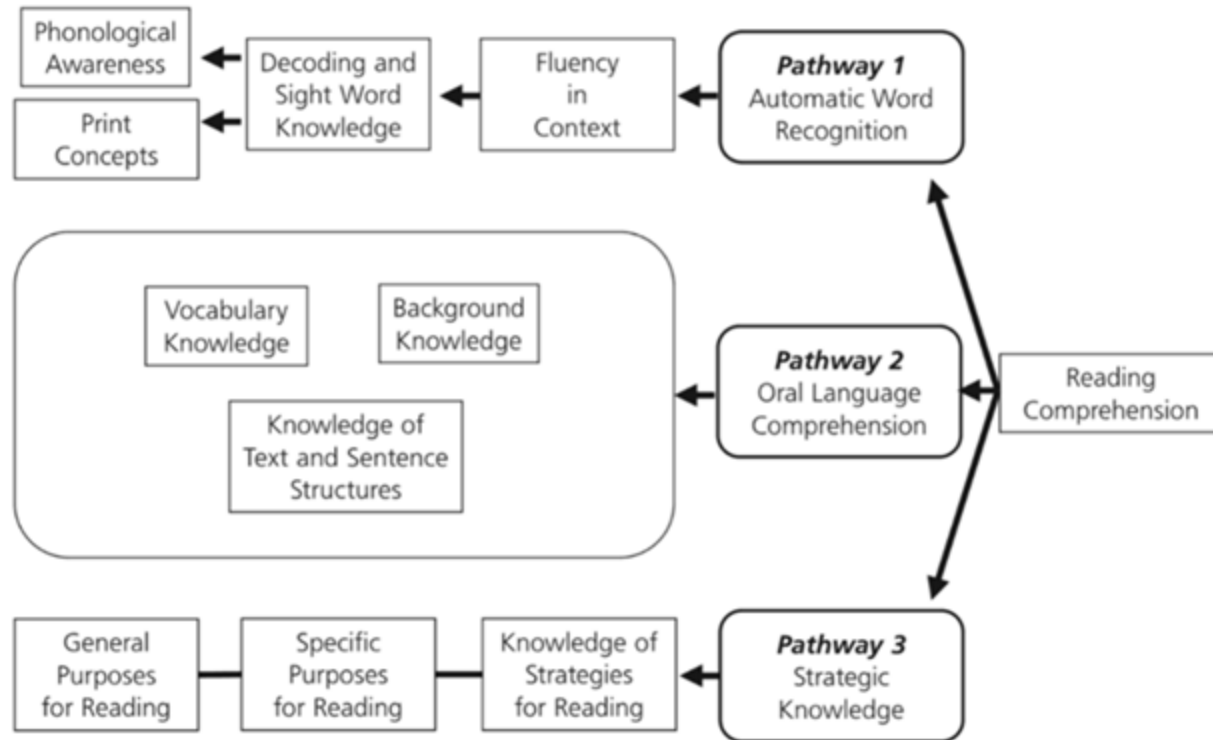 Phonological
Awareness
Print
Concepts
Decoding and
Sight Word
Knowledge
Fluency
in
Context
Pathway 1
Automatic Word
Recognition
Vocabulary
Knowledge
Background
Knowledge
Knowledge of
Text and Sentence
Structures
Pathway 2
Oral Language
Comprehension
Reading
Comprehension
General
Purposes
for Reading
Specific
Purposes
for Reading
Knowledge of
Strategies
for Reading
Pathway 3
Strategic
Knowledge